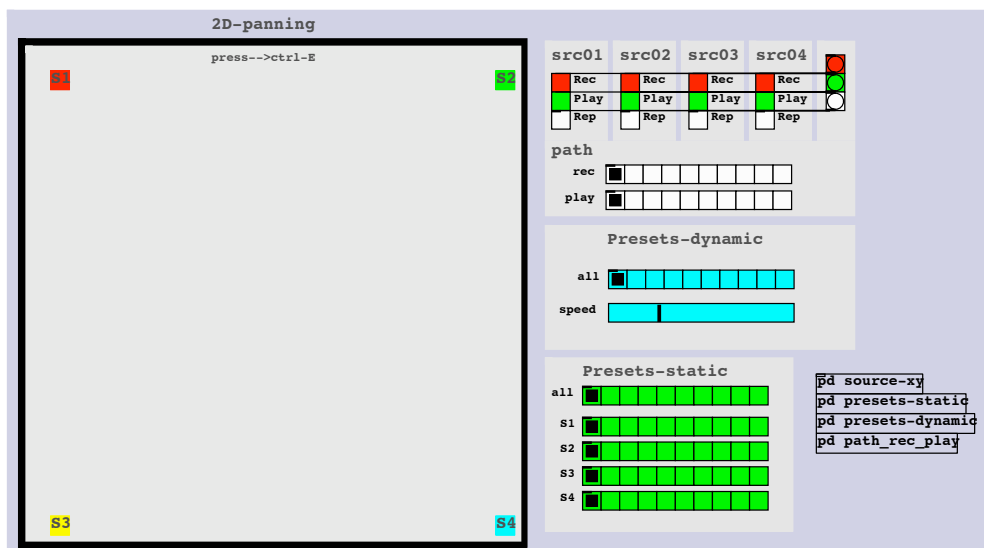 2D-panning
press-->ctrl-E
S1
S2
S3
S4
src01 src02 src03 src04
Rec Rec Rec Rec
Play Play Play Play
Rep Rep Rep Rep
path
rec
play
Presets-dynamic
all
speed
Presets-static
all
S1
S2
S3
S4
pd source-xy
pd presets-static
pd presets-dynamic
pd path_rec_play